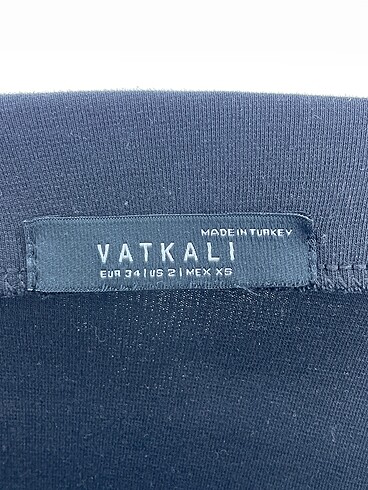 MADE IN TURKEY
VATKALI
EUR 34 | US 2 | MEX XS